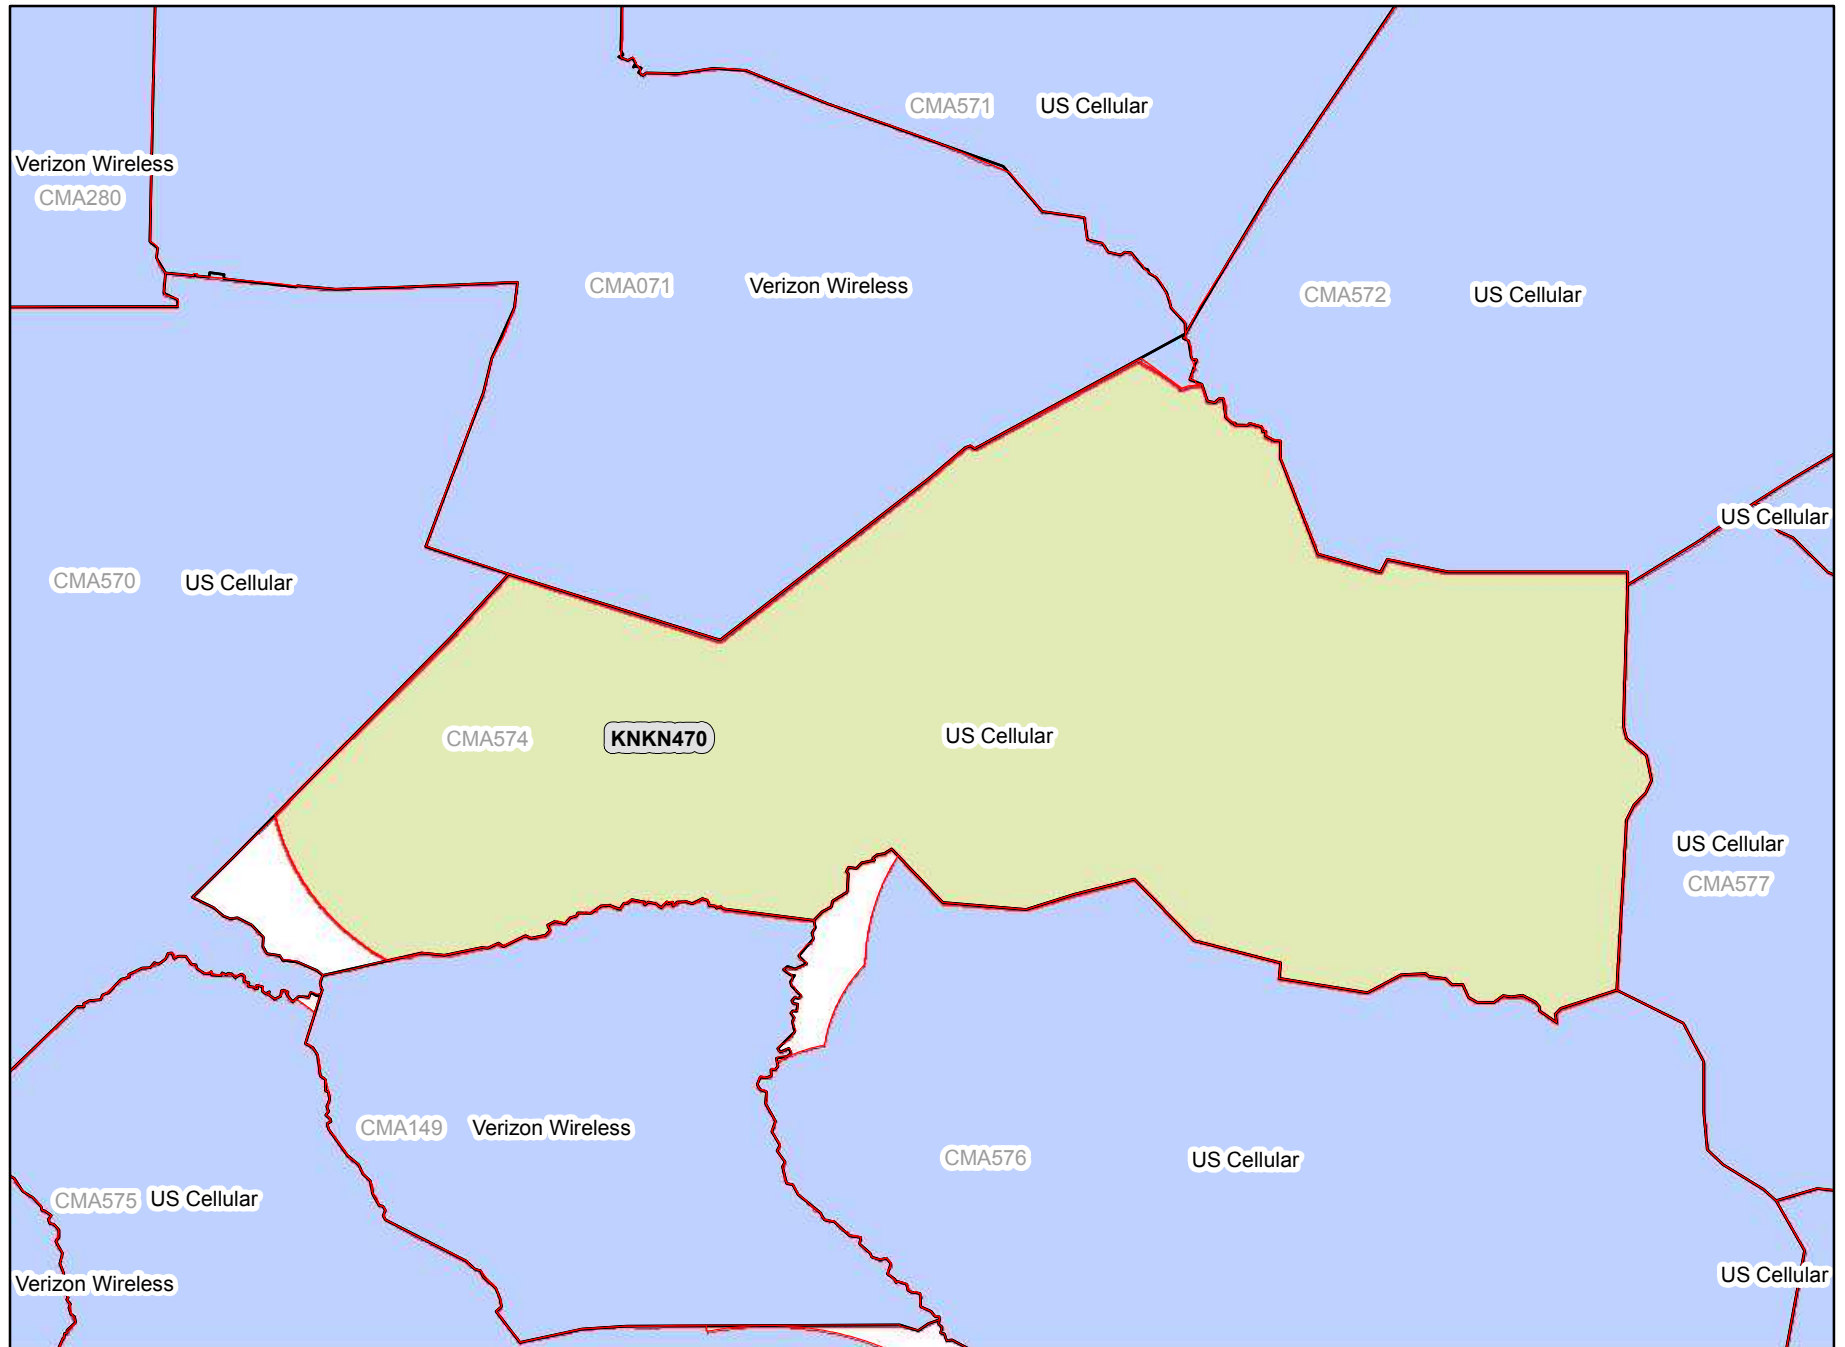 CMA571 US Cellular
Verizon Wireless
CMA280
CMA071 Verizon Wireless
CMA572 US Cellular
US Cellular
CMA570 US Cellular
CMA574 KNKN470 US Cellular
US Cellular
CMA577
CMA149 Verizon Wireless
CMA576 US Cellular
CMA575 US Cellular
Verizon Wireless
US Cellular